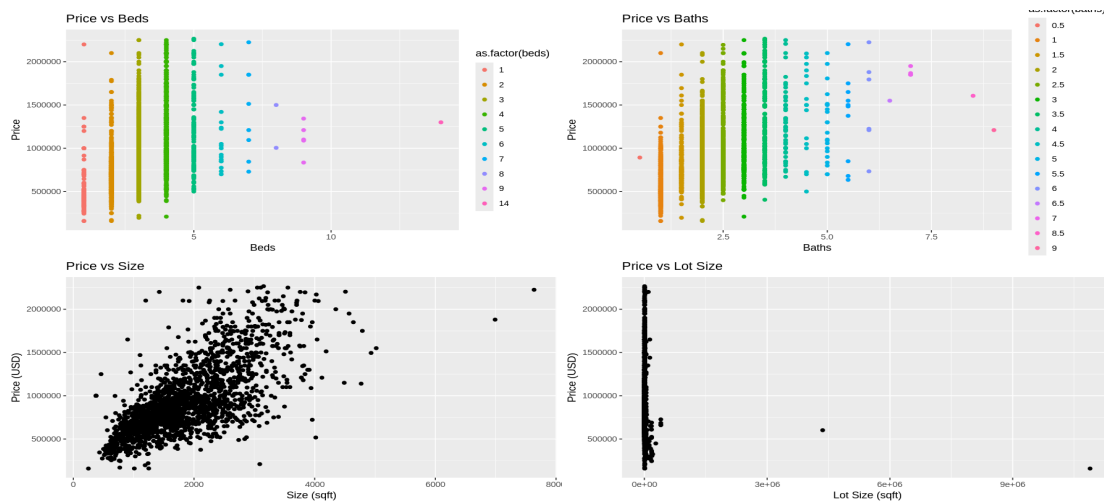 Price vs Beds
Price
2000000
1500000
1000000
500000
5
10
Beds
as.factor(beds)
1
2
3
4
5
6
7
8
9
14
Price vs Baths
Price
2000000
1500000
1000000
500000
2.5
5.0
7.5
Baths
as.factor(baths)
0.5
1
1.5
2
2.5
3
3.5
4
4.5
5
5.5
6
6.5
7
8.5
9
Price vs Size
Price (USD)
2000000
1500000
1000000
500000
0
2000
4000
6000
8000
Size (sqft)
Price vs Lot Size
Price (USD)
2000000
1500000
1000000
500000
0e+00
3e+06
6e+06
9e+06
Lot Size (sqft)